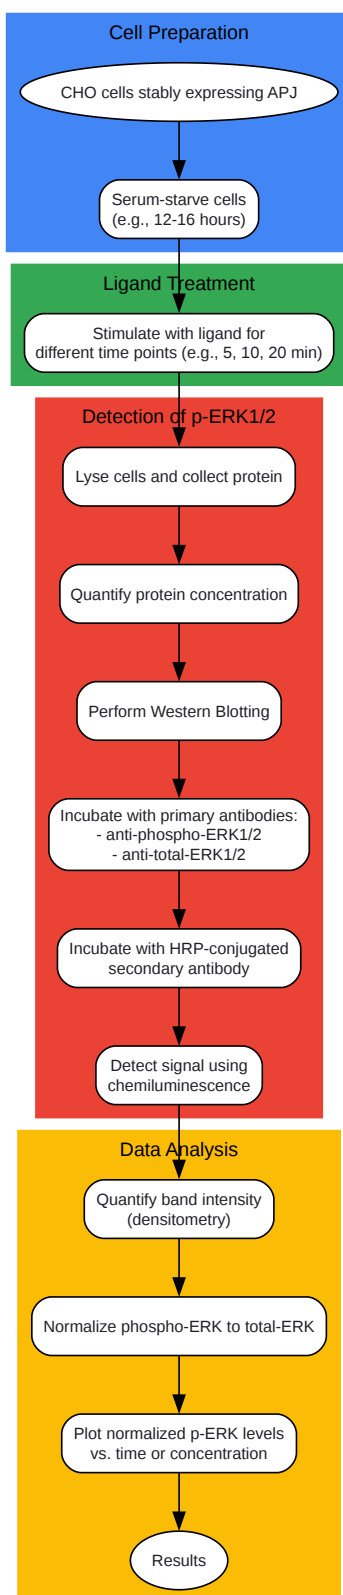 Cell Preparation
CHO cells stably expressing APJ
Serum-starve cells
(e.g., 12-16 hours)
Ligand Treatment
Stimulate with ligand for
different time points (e.g., 5, 10, 20 min)
Detection of p-ERK1/2
Lyse cells and collect protein
Quantify protein concentration
Perform Western Blotting
Incubate with primary antibodies:
- anti-phospho-ERK1/2
- anti-total-ERK1/2
Incubate with HRP-conjugated
secondary antibody
Detect signal using
chemiluminescence
Data Analysis
Quantify band intensity
(densitometry)
Normalize phospho-ERK to total-ERK
Plot normalized p-ERK levels
vs. time or concentration
Results